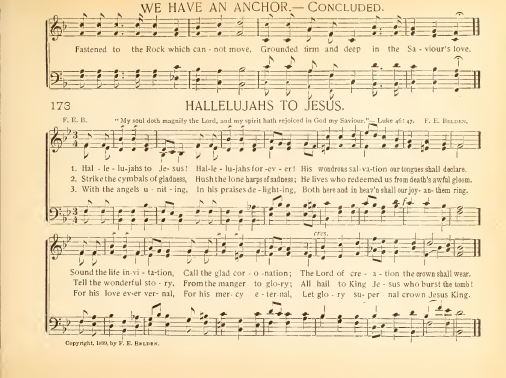 WE HAVE AN ANCHOR.— CONCLUDED.
Fastened to the Rock which can - not move, Grounded firm and deep in the Sa - viour's love.
173 HALLELUJAHS TO JESUS.
F. E. B. "My soul doth magnify the Lord, and my spirit hath rejoiced in God my Saviour."— Luke 46: 47. F. E. BELDEN.
1. Hal - le - lu-jahs to Je - sus! Hal-le - lu-jahs for-ev - er! His wondrous sal-va-tion our tongues shall declare.
2. Strike the cymbals of gladness, Hush the lone harps of sadness; He lives who redeemed us from death's awful gloom.
3. With the angels u - nit - ing, In his praises de - light-ing, Both here and in heav'n shall our joy - an- them ring.
cres.
Sound the life in-vi - ta-tion, Call the glad cor - o-nation; The Lord of cre - a - tion the crown shall wear.
Tell the wonderful sto - ry, From the manger to glo-ry; All hail to King Je - sus who burst the tomb!
For his love ev-er ver-nal, For his mer- cy e - ter-nal, Let glo - ry su - per - nal crown Jesus King.
Copyright, 1899, by F. E. BELDEN.